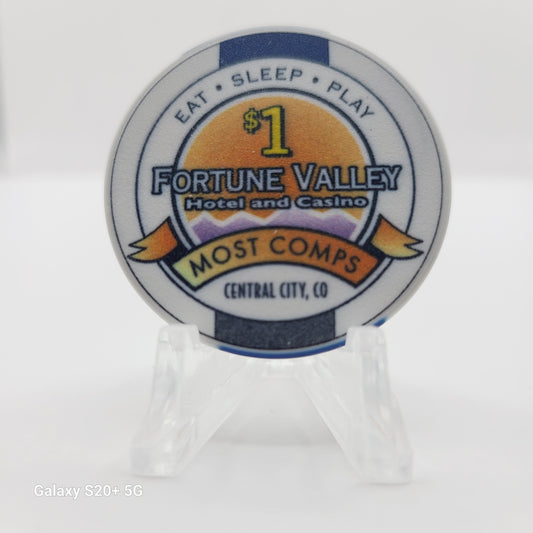 EAT • SLEEP • PLAY
$1
FORTUNE VALLEY
Hotel and Casino
MOST COMPS
CENTRAL CITY, CO
Galaxy S20+ 5G